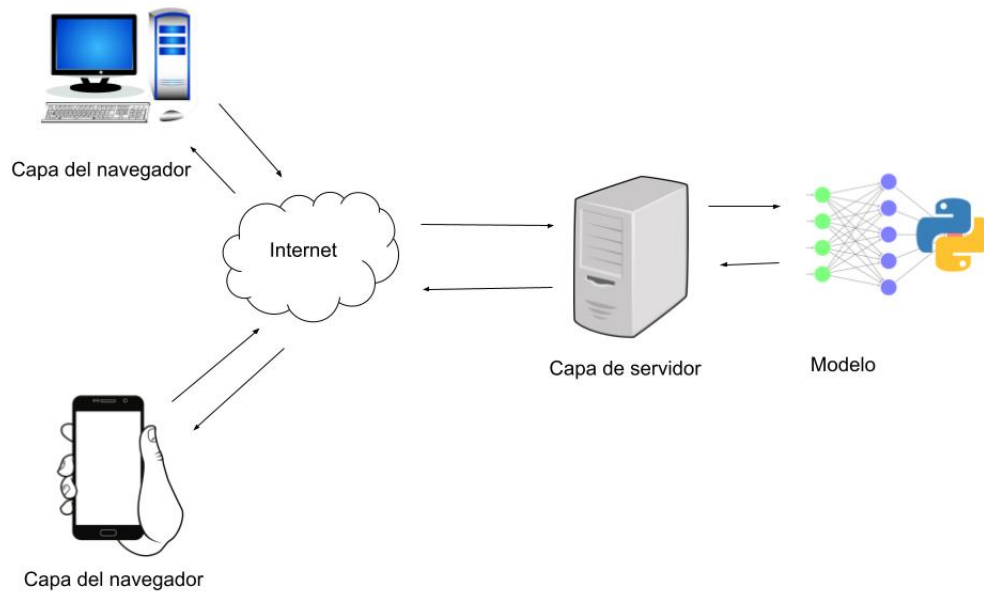 Capa del navegador
Internet
Capa de servidor
Modelo
Capa del navegador